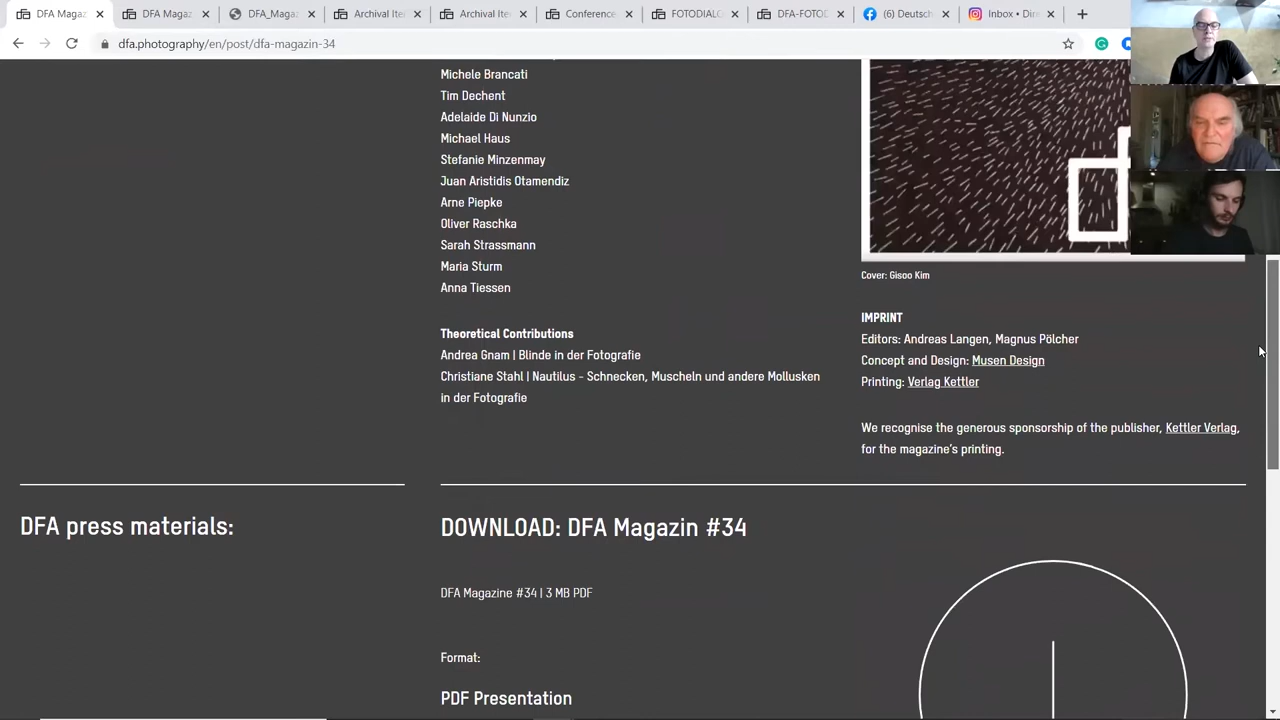 DFA Magaz
DFA Magaz
DFA_Magaz
Archival Ite
Archival Ite
Conference
FOTODIALO
DFA-FOTOD
(6) Deutsch
Inbox • Dire
dfa.photography/en/post/dfa-magazin-34
Michele Brancati
Tim Dechent
Adelaide Di Nunzio
Michael Haus
Stefanie Minzenmay
Juan Aristidis Otamendiz
Arne Piepke
Oliver Raschka
Sarah Strassmann
Maria Sturm
Anna Tiessen
Theoretical Contributions
Andrea Gnam | Blinde in der Fotografie
Christiane Stahl | Nautilus - Schnecken, Muscheln und andere Mollusken
in der Fotografie
Cover: Gisoo Kim
IMPRINT
Editors: Andreas Langen, Magnus Pölcher
Concept and Design: Musen Design
Printing: Verlag Kettler
We recognise the generous sponsorship of the publisher, Kettler Verlag,
for the magazine's printing.
DFA press materials:
DOWNLOAD: DFA Magazin #34
DFA Magazine #34 | 3 MB PDF
Format:
PDF Presentation